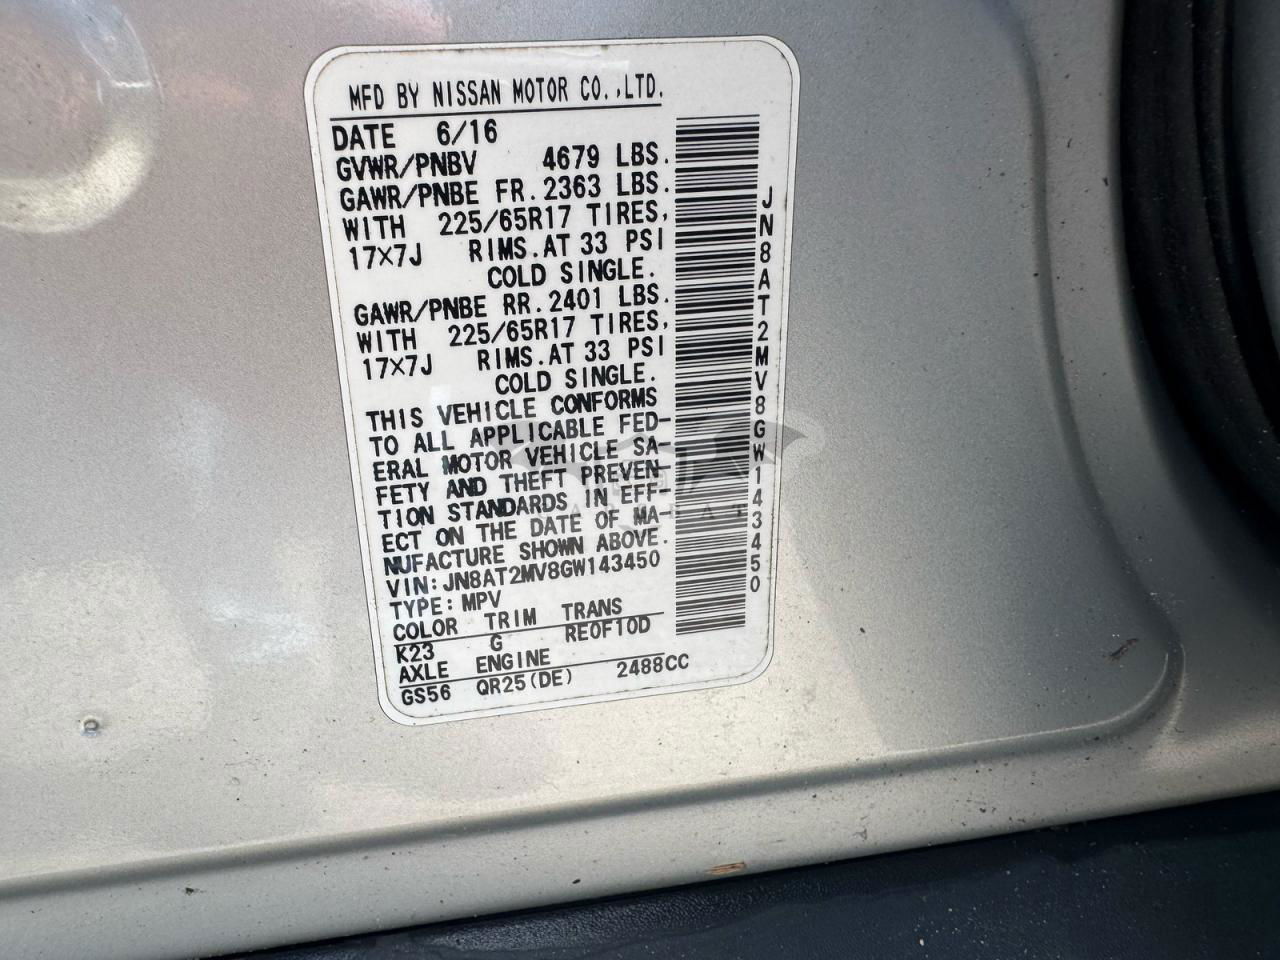 MFD BY NISSAN MOTOR CO.,LTD.
DATE 6/16
GVWR/PNBV 4679 LBS.
GAWR/PNBE FR.2363 LBS.
WITH 225/65R17 TIRES,
17×7J RIMS.AT 33 PSI
COLD SINGLE.
GAWR/PNBE RR.2401 LBS.
WITH 225/65R17 TIRES,
17×7J RIMS.AT 33 PSI
COLD SINGLE.
THIS VEHICLE CONFORMS
TO ALL APPLICABLE FED-
ERAL MOTOR VEHICLE SA-
FETY AND THEFT PREVEN-
TION STANDARDS IN EFF-
ECT ON THE DATE OF MA-
NUFACTURE SHOWN ABOVE.
VIN:JN8AT2MV8GW143450
TYPE:MPV
COLOR TRIM TRANS
K23 G RE0F10D
AXLE ENGINE
GS56 QR25(DE) 2488CC
JN8AT2MV8GW143450